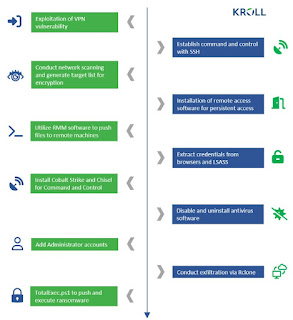 KROLL
Exploitation of VPN
vulnerability
Establish command and control
with SSH
Conduct network scanning
and generate target list for
encryption
Installation of remote access
software for persistent access
Utilize RMM software to push
files to remote machines
Extract credentials from
browsers and LSASS
Install Cobalt Strike and Chisel
for Command and Control
Disable and uninstall antivirus
software
Add Administrator accounts
Conduct exfiltration via Rclone
TotalExec.ps1 to push and
execute ransomware